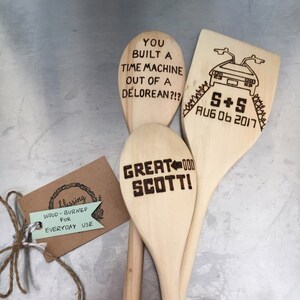 YOU
BUILT A
TIME MACHINE
OUT OF A
DELOREAN?!?
S+S
AUG 06 2017
GREAT
SCOTT!
WOOD-BURNED
FOR
EVERYDAY USE